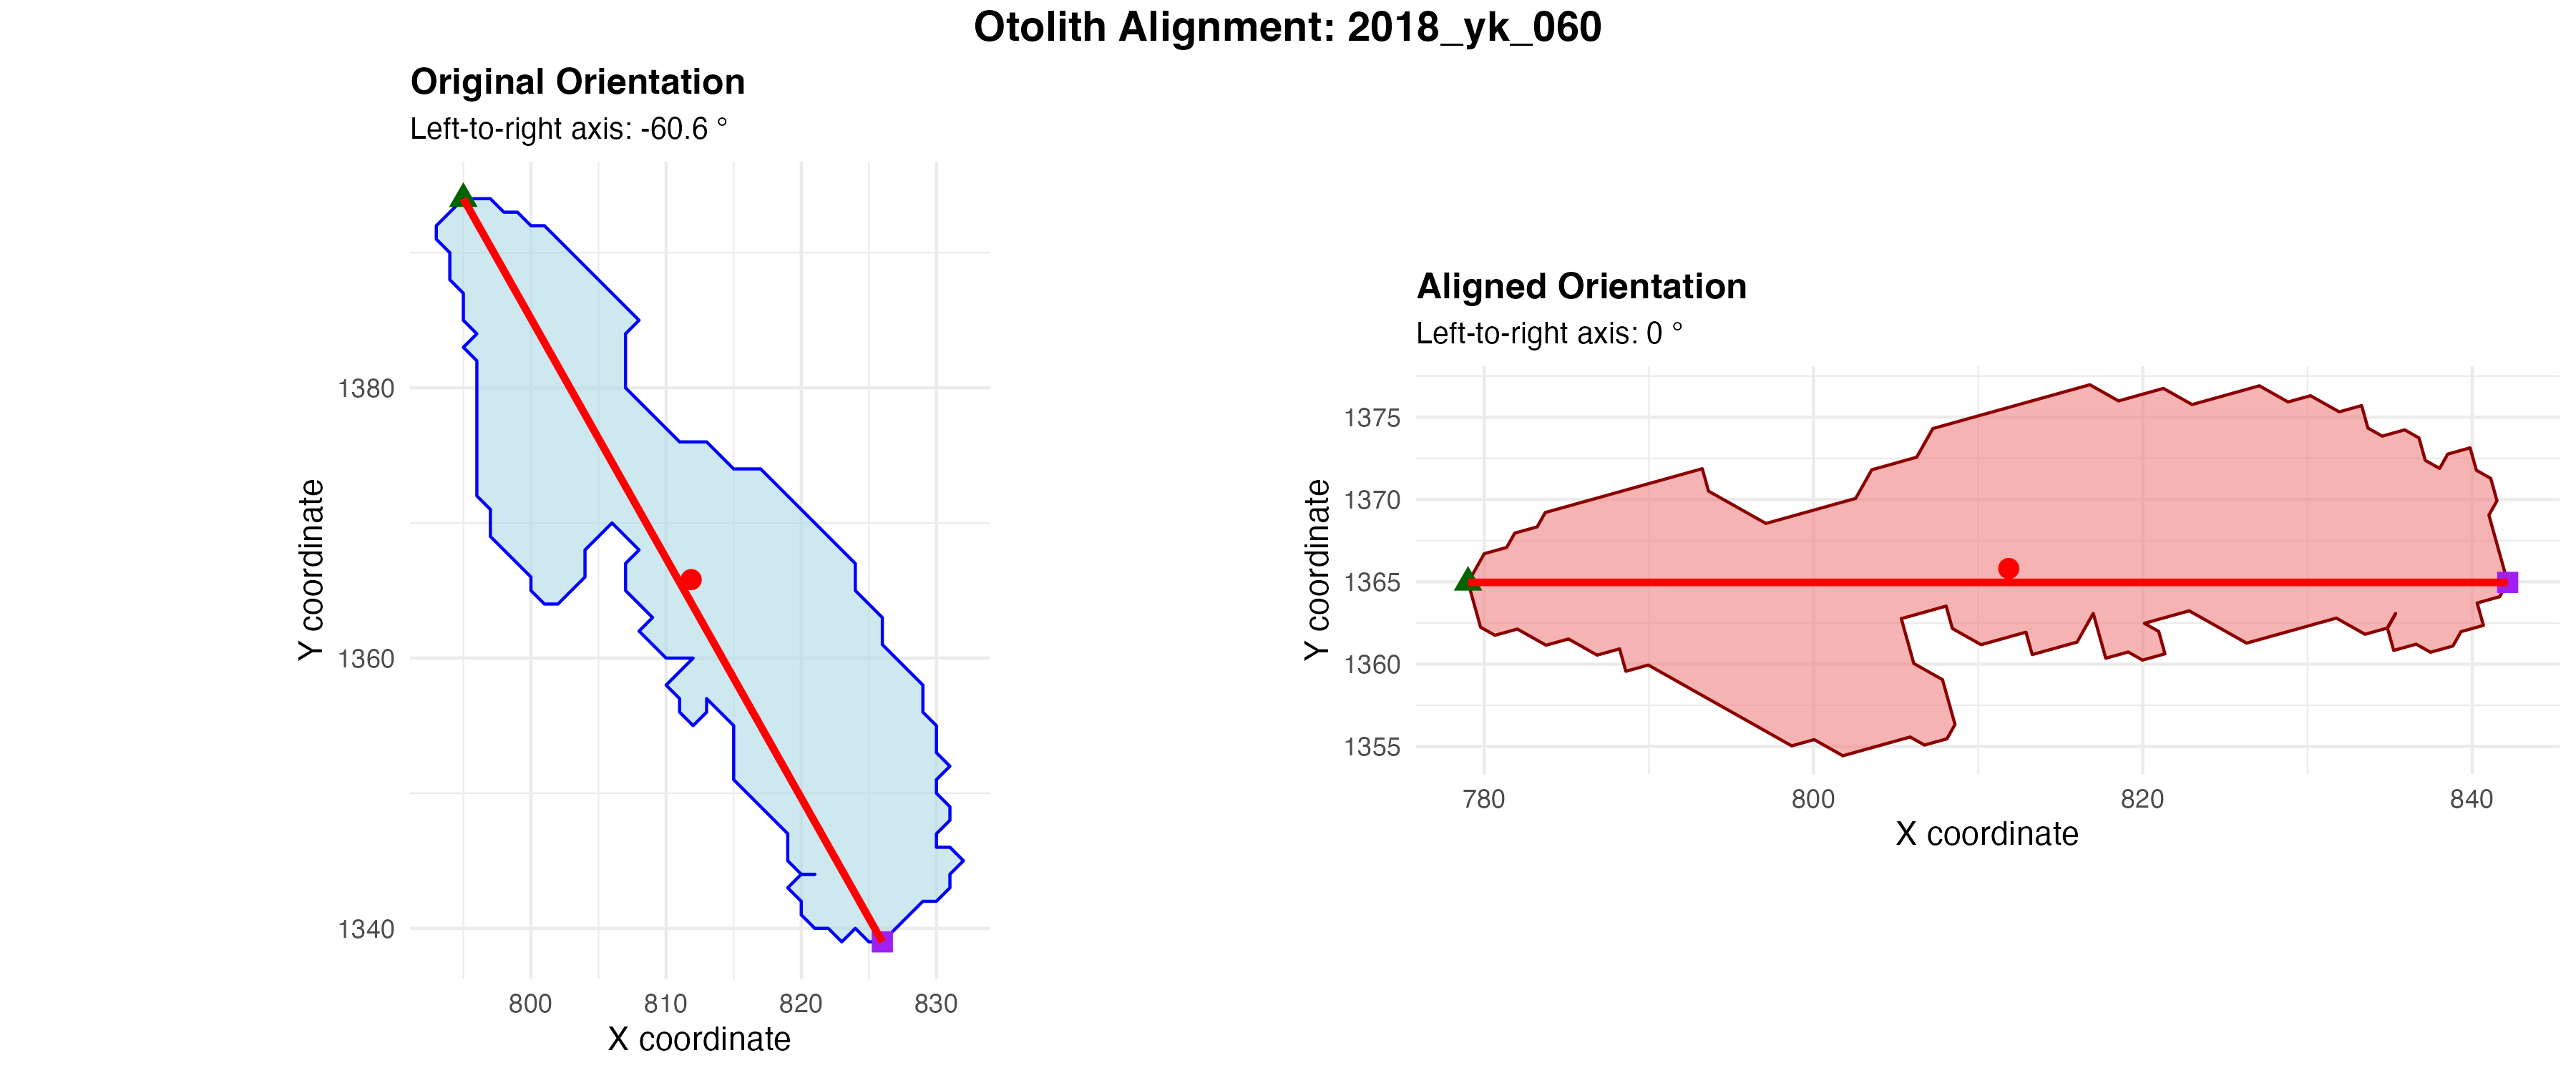 Otolith Alignment: 2018_yk_060
Original Orientation
Left-to-right axis: -60.6 °
1380
1360
1340
Y coordinate
800 810 820 830
X coordinate
Aligned Orientation
Left-to-right axis: 0 °
1375
1370
1365
1360
1355
Y coordinate
780 800 820 840
X coordinate